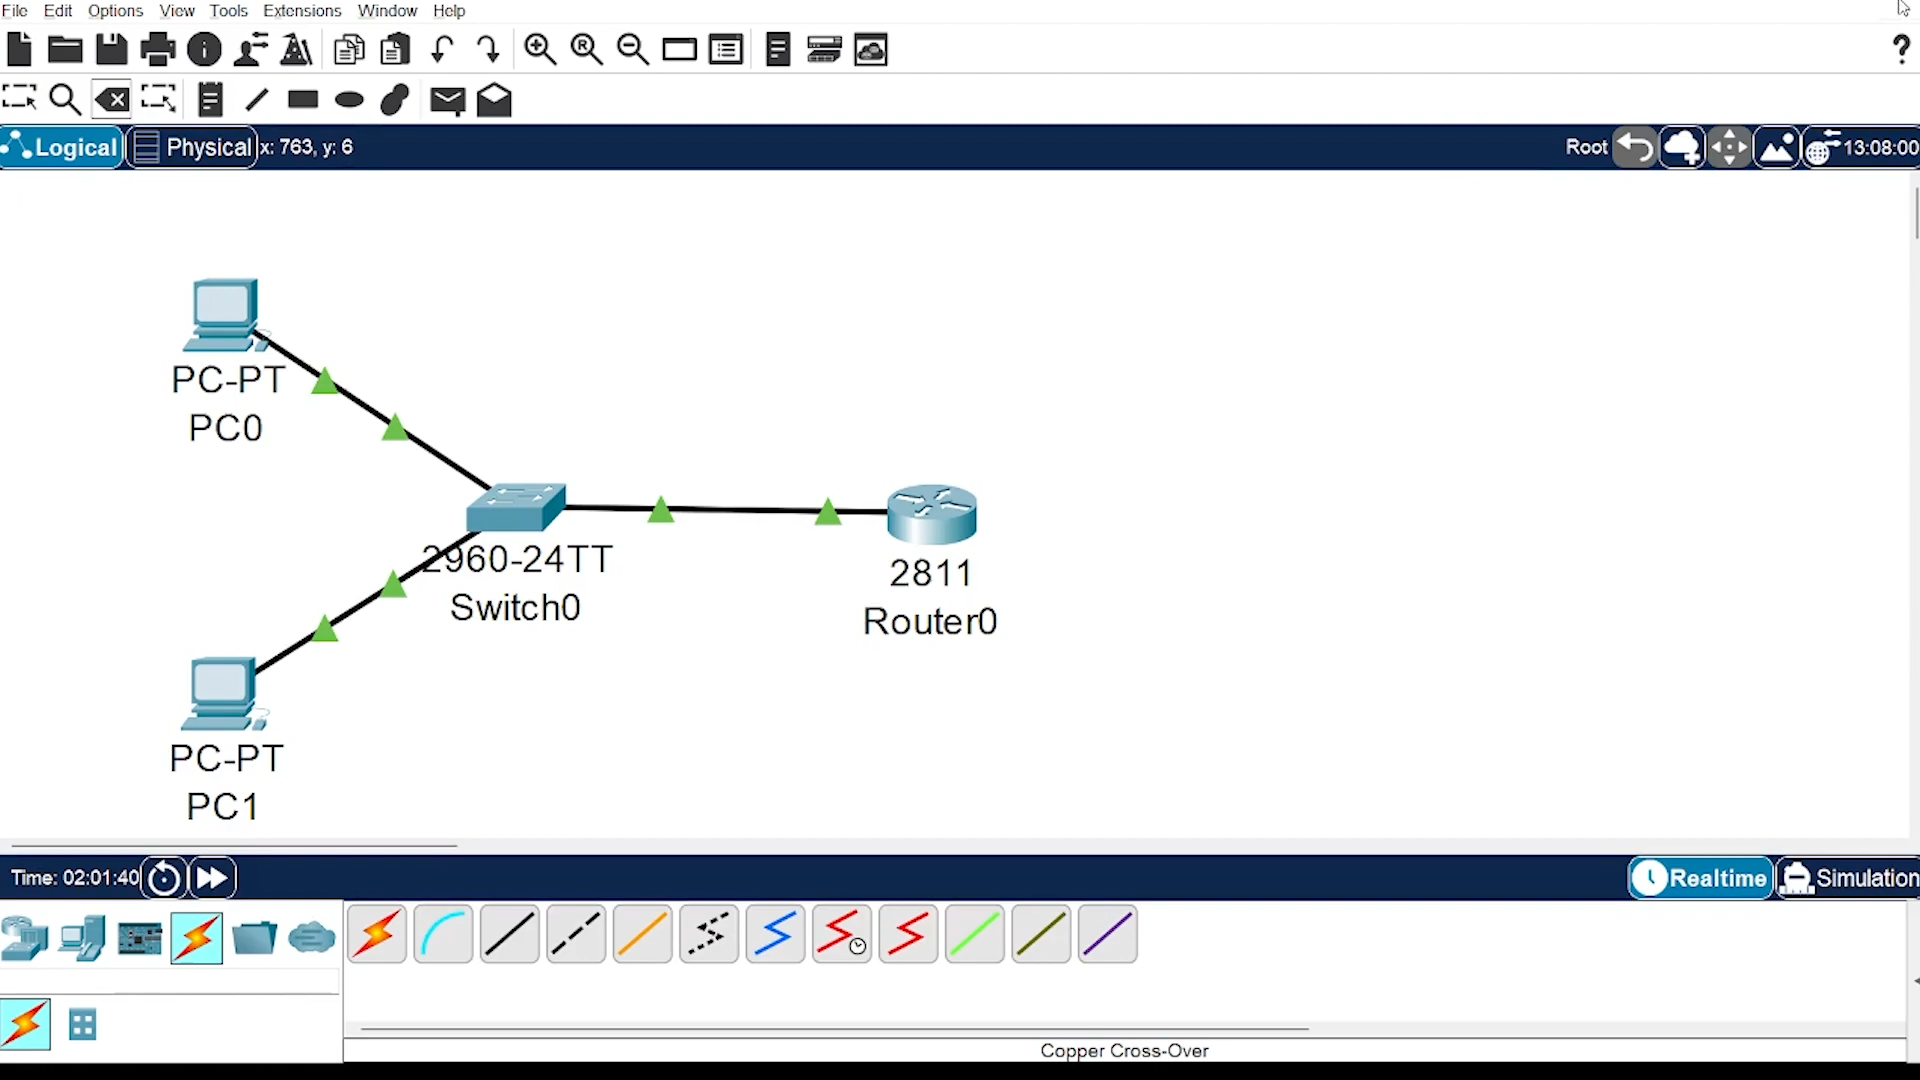 File Edit Options View Tools Extensions Window Help
Logical Physical x: 763, y: 6 Root 13:08:00
PC-PT
PC0
2960-24TT
Switch0
2811
Router0
PC-PT
PC1
Time: 02:01:40 Realtime Simulation
Copper Cross-Over